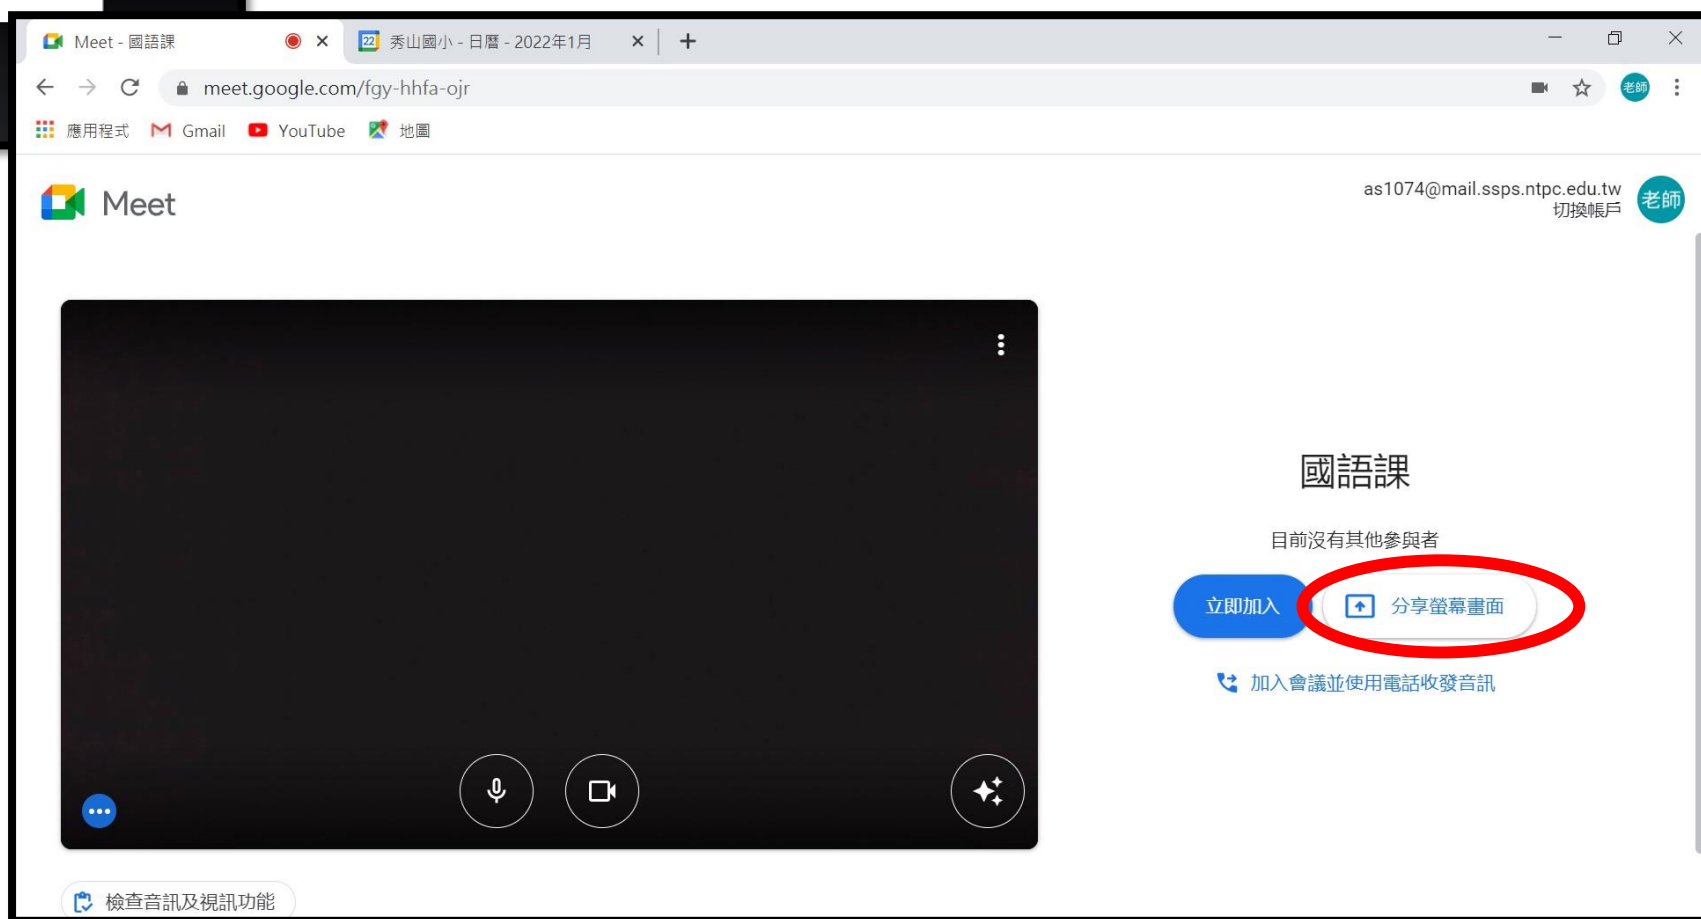 Meet - 國語課
22 秀山國小 - 日曆 - 2022年1月
meet.google.com/fgy-hhfa-ojr
老師
應用程式 Gmail YouTube 地圖
Meet
as1074@mail.ssps.ntpc.edu.tw
切換帳戶
老師
國語課
目前沒有其他參與者
立即加入 分享螢幕畫面
加入會議並使用電話收發音訊
檢查音訊及視訊功能